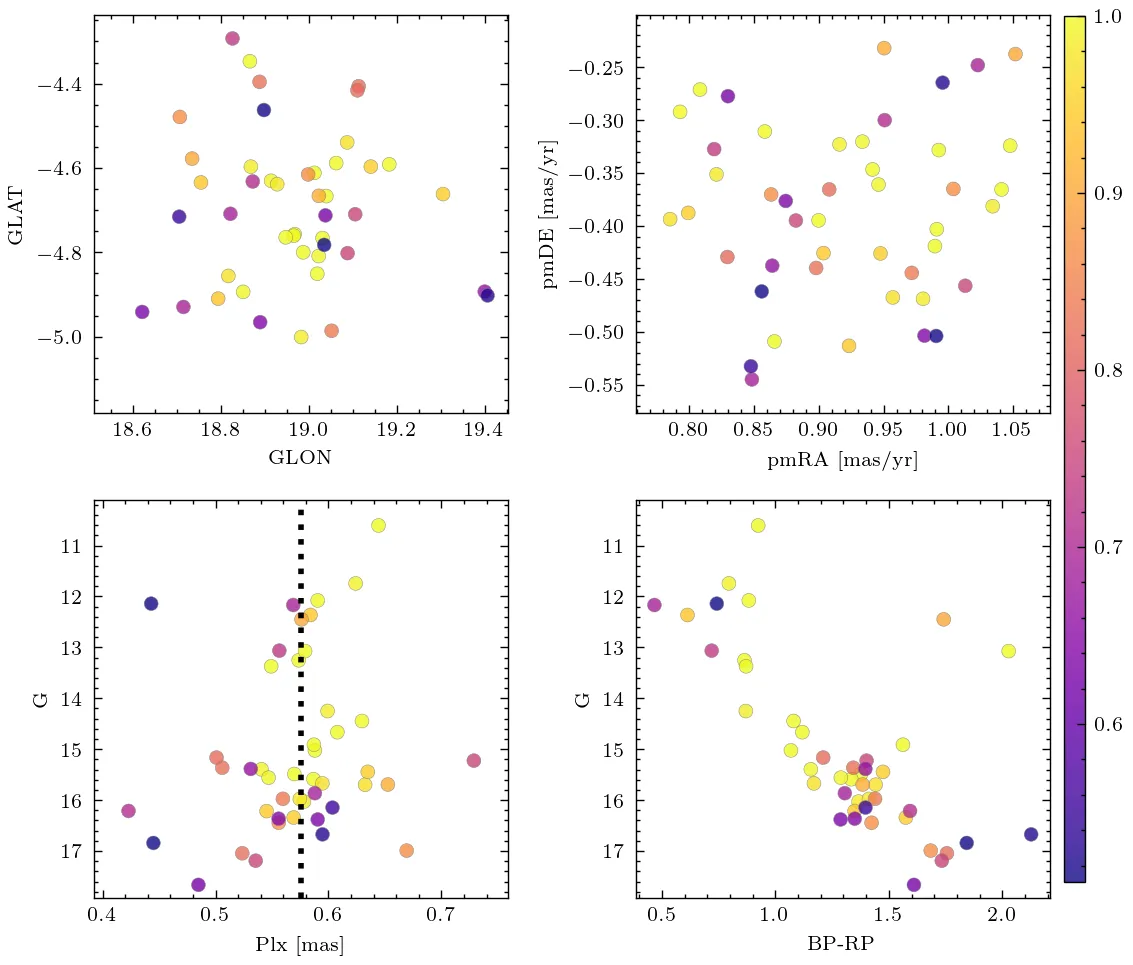 −4.4
−4.6
−4.8
−5.0
GLAT
18.6 18.8 19.0 19.2 19.4
GLON
−0.25
−0.30
−0.35
−0.40
−0.45
−0.50
−0.55
pmDE [mas/yr]
0.80 0.85 0.90 0.95 1.00 1.05
pmRA [mas/yr]
1.0
0.9
0.8
0.7
0.6
11
12
13
14
15
16
17
G
0.4 0.5 0.6 0.7
Plx [mas]
11
12
13
14
15
16
17
G
0.5 1.0 1.5 2.0
BP-RP